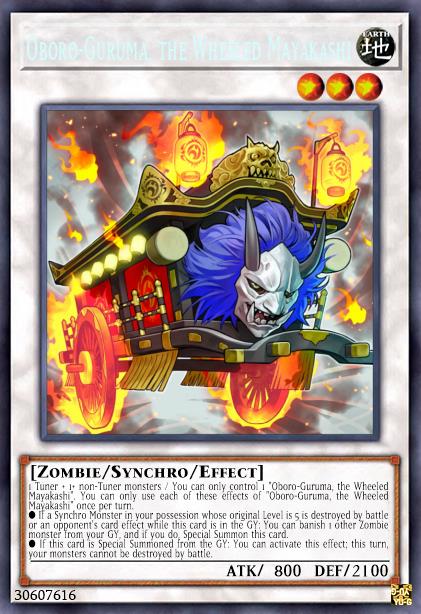 Oboro-Guruma, the Wheeled Mayakashi
EARTH
地
[Zombie/Synchro/Effect]
1 Tuner + 1+ non-Tuner monsters / You can only control 1 "Oboro-Guruma, the Wheeled
Mayakashi". You can only use each of these effects of "Oboro-Guruma, the Wheeled
Mayakashi" once per turn.
● If a Synchro Monster in your possession whose original Level is 5 is destroyed by battle
or an opponent's card effect while this card is in the GY: You can banish 1 other Zombie
monster from your GY, and if you do, Special Summon this card.
● If this card is Special Summoned from the GY: You can activate this effect; this turn,
your monsters cannot be destroyed by battle.
ATK/ 800 DEF/2100
30607616